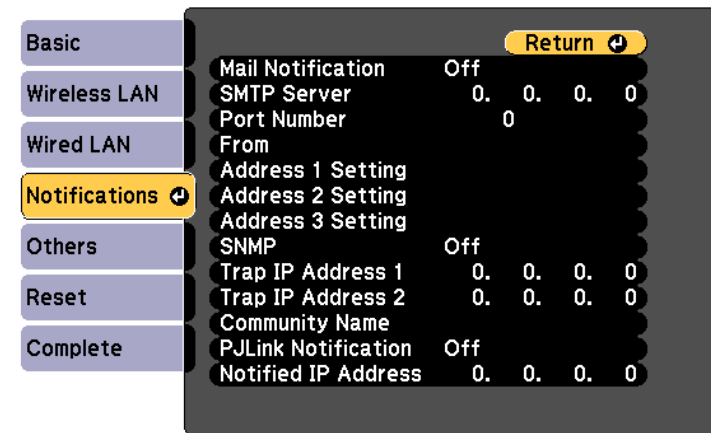 Basic
Wireless LAN
Wired LAN
Notifications
Others
Reset
Complete
Return
Mail Notification Off
SMTP Server 0. 0. 0. 0
Port Number 0
From
Address 1 Setting
Address 2 Setting
Address 3 Setting
SNMP Off
Trap IP Address 1 0. 0. 0. 0
Trap IP Address 2 0. 0. 0. 0
Community Name
PJLink Notification Off
Notified IP Address 0. 0. 0. 0